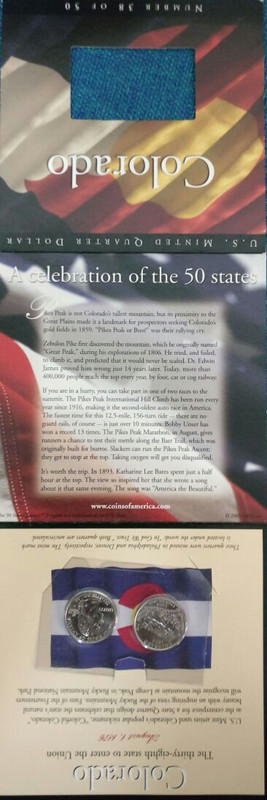 NUMBER 38 OF 50
Colorado
U.S. MINTED QUARTER DOLLAR
A celebration of the 50 states
Pikes Peak is not Colorado's tallest mountain, but its proximity to the
Great Plains made it a landmark for prospectors seeking Colorado's
gold fields in 1859. "Pikes Peak or Bust" was their rallying cry.
Zebulon Pike first discovered the mountain, which he originally named
"Great Peak," during his explorations of 1806. He tried, and failed,
to climb it, and predicted that it would never be scaled. Dr. Edwin
James proved him wrong just 14 years later. Today, more than
400,000 people reach the top every year, by foot, car or cog railway.
If you are in a hurry, you can take part in one of two races to the
summit. The Pikes Peak International Hill Climb has been run every
year since 1916, making it the second-oldest auto race in America.
The fastest time for this 12.5-mile, 156-turn ride — there are no
guard rails, of course — is just over 10 minutes. Bobby Unser has
won a record 13 times. The Pikes Peak Marathon, in August, gives
runners a chance to test their mettle along the Barr Trail, which was
originally built for burros. Slackers can run the Pikes Peak Ascent:
they get to stop at the top. Taking oxygen will get you disqualified.
It's worth the trip. In 1893, Katharine Lee Bates spent just a half
hour at the top. The view so inspired her that she wrote a song
about it that same evening. The song was "America the Beautiful."
www.coinsofamerica.com
Colorado
The thirty-eighth state to enter the Union
August 1, 1876
U.S. Mint artists used Colorado's popular nickname, "Colorful Colorado,"
as the centerpiece for a State Quarter design that celebrates the state's natural
beauty with an inspiring view of the Rocky Mountains. Fans of the Fourteeners
will recognize the mountain as Longs Peak in Rocky Mountain National Park.
These quarters were minted in Philadelphia and Denver, respectively. The mint mark
is located under the words "In God We Trust." Both quarters are uncirculated.